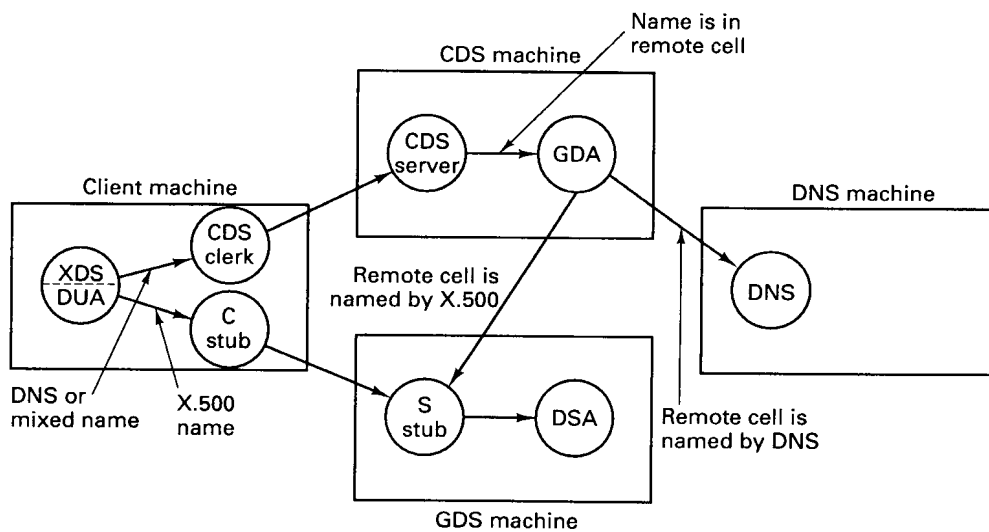 Name is in
remote cell
CDS machine
CDS
server
GDA
Client machine
DNS machine
XDS
DUA
CDS
clerk
C
stub
Remote cell is
named by X.500
DNS
DNS or
mixed name
X.500
name
S
stub
DSA
Remote cell is
named by DNS
GDS machine